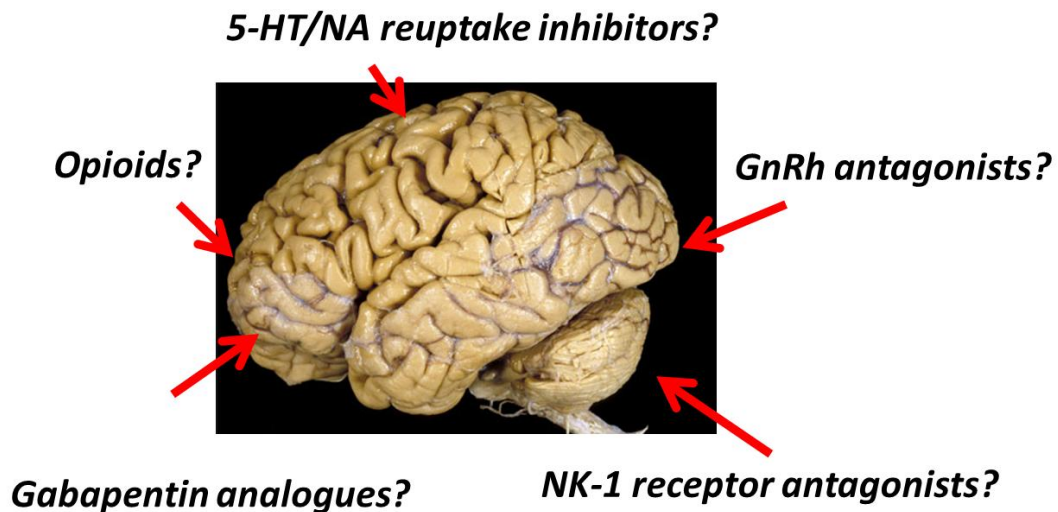 5-HT/NA reuptake inhibitors?
Opioids?
GnRh antagonists?
Gabapentin analogues?
NK-1 receptor antagonists?